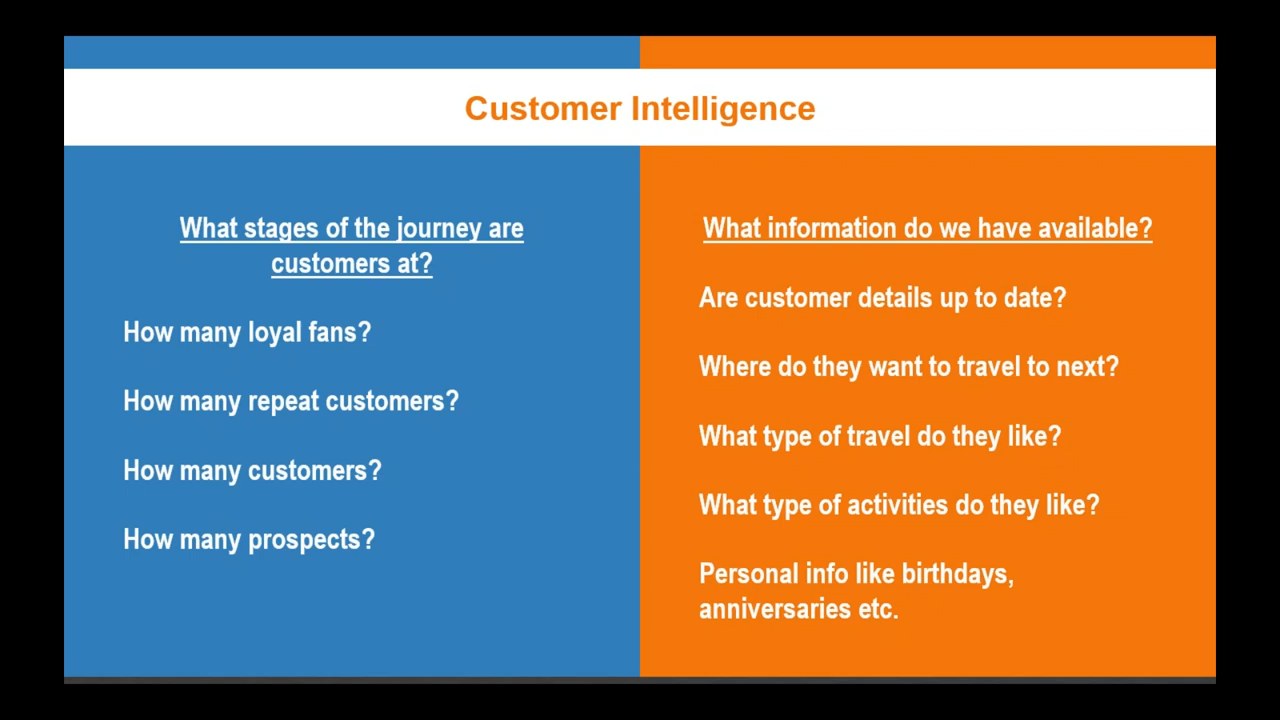 Customer Intelligence
What stages of the journey are
customers at?
How many loyal fans?
How many repeat customers?
How many customers?
How many prospects?
What information do we have available?
Are customer details up to date?
Where do they want to travel to next?
What type of travel do they like?
What type of activities do they like?
Personal info like birthdays,
anniversaries etc.